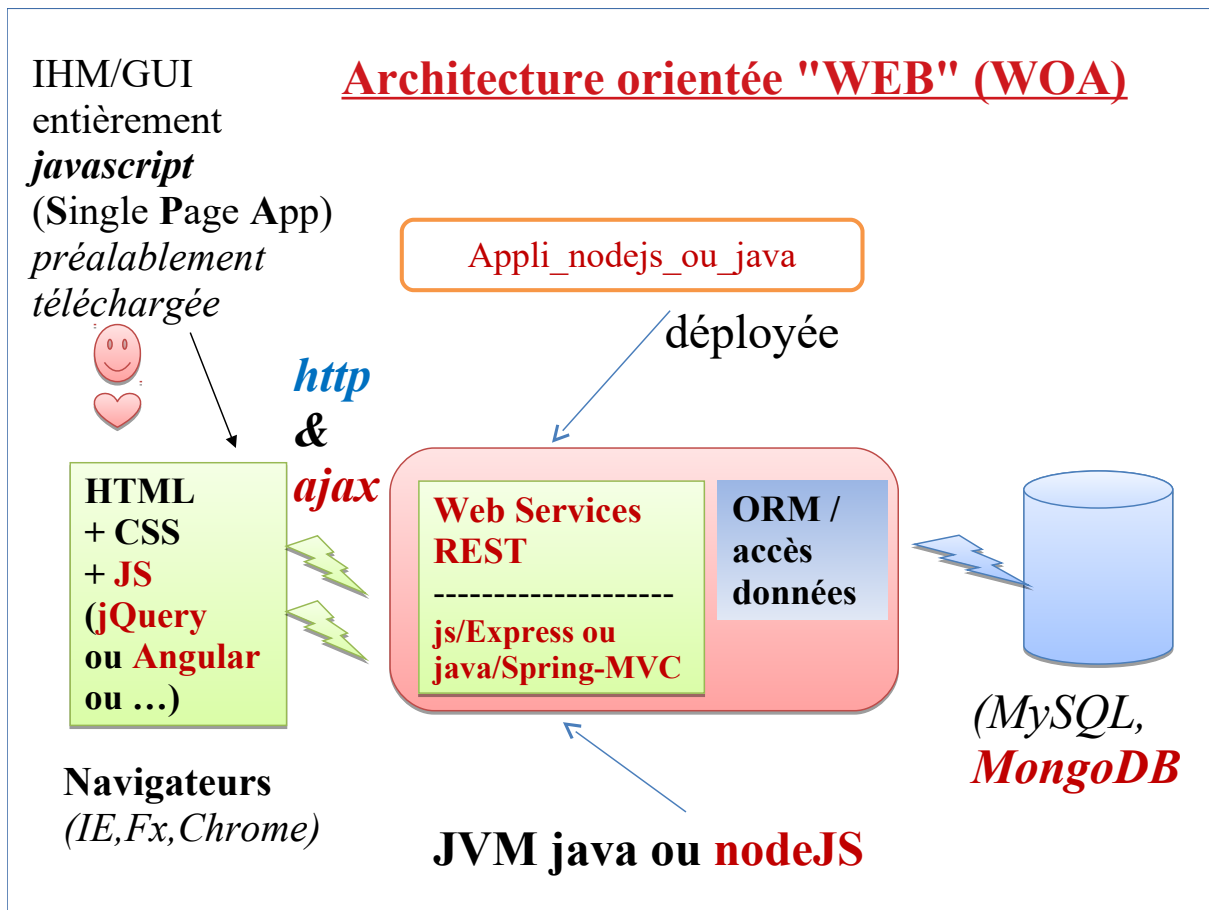 IHM/GUI
entièrement
javascript
(Single Page App)
préalablement
téléchargée
Architecture orientée "WEB" (WOA)
Appli_nodejs_ou_java
déployée
http
&
ajax
HTML
+ CSS
+ JS
(jQuery
ou Angular
ou …)
Web Services
REST
--------------------
js/Express ou
java/Spring-MVC
ORM /
accès
données
(MySQL,
MongoDB
Navigateurs
(IE,Fx,Chrome)
JVM java ou nodeJS